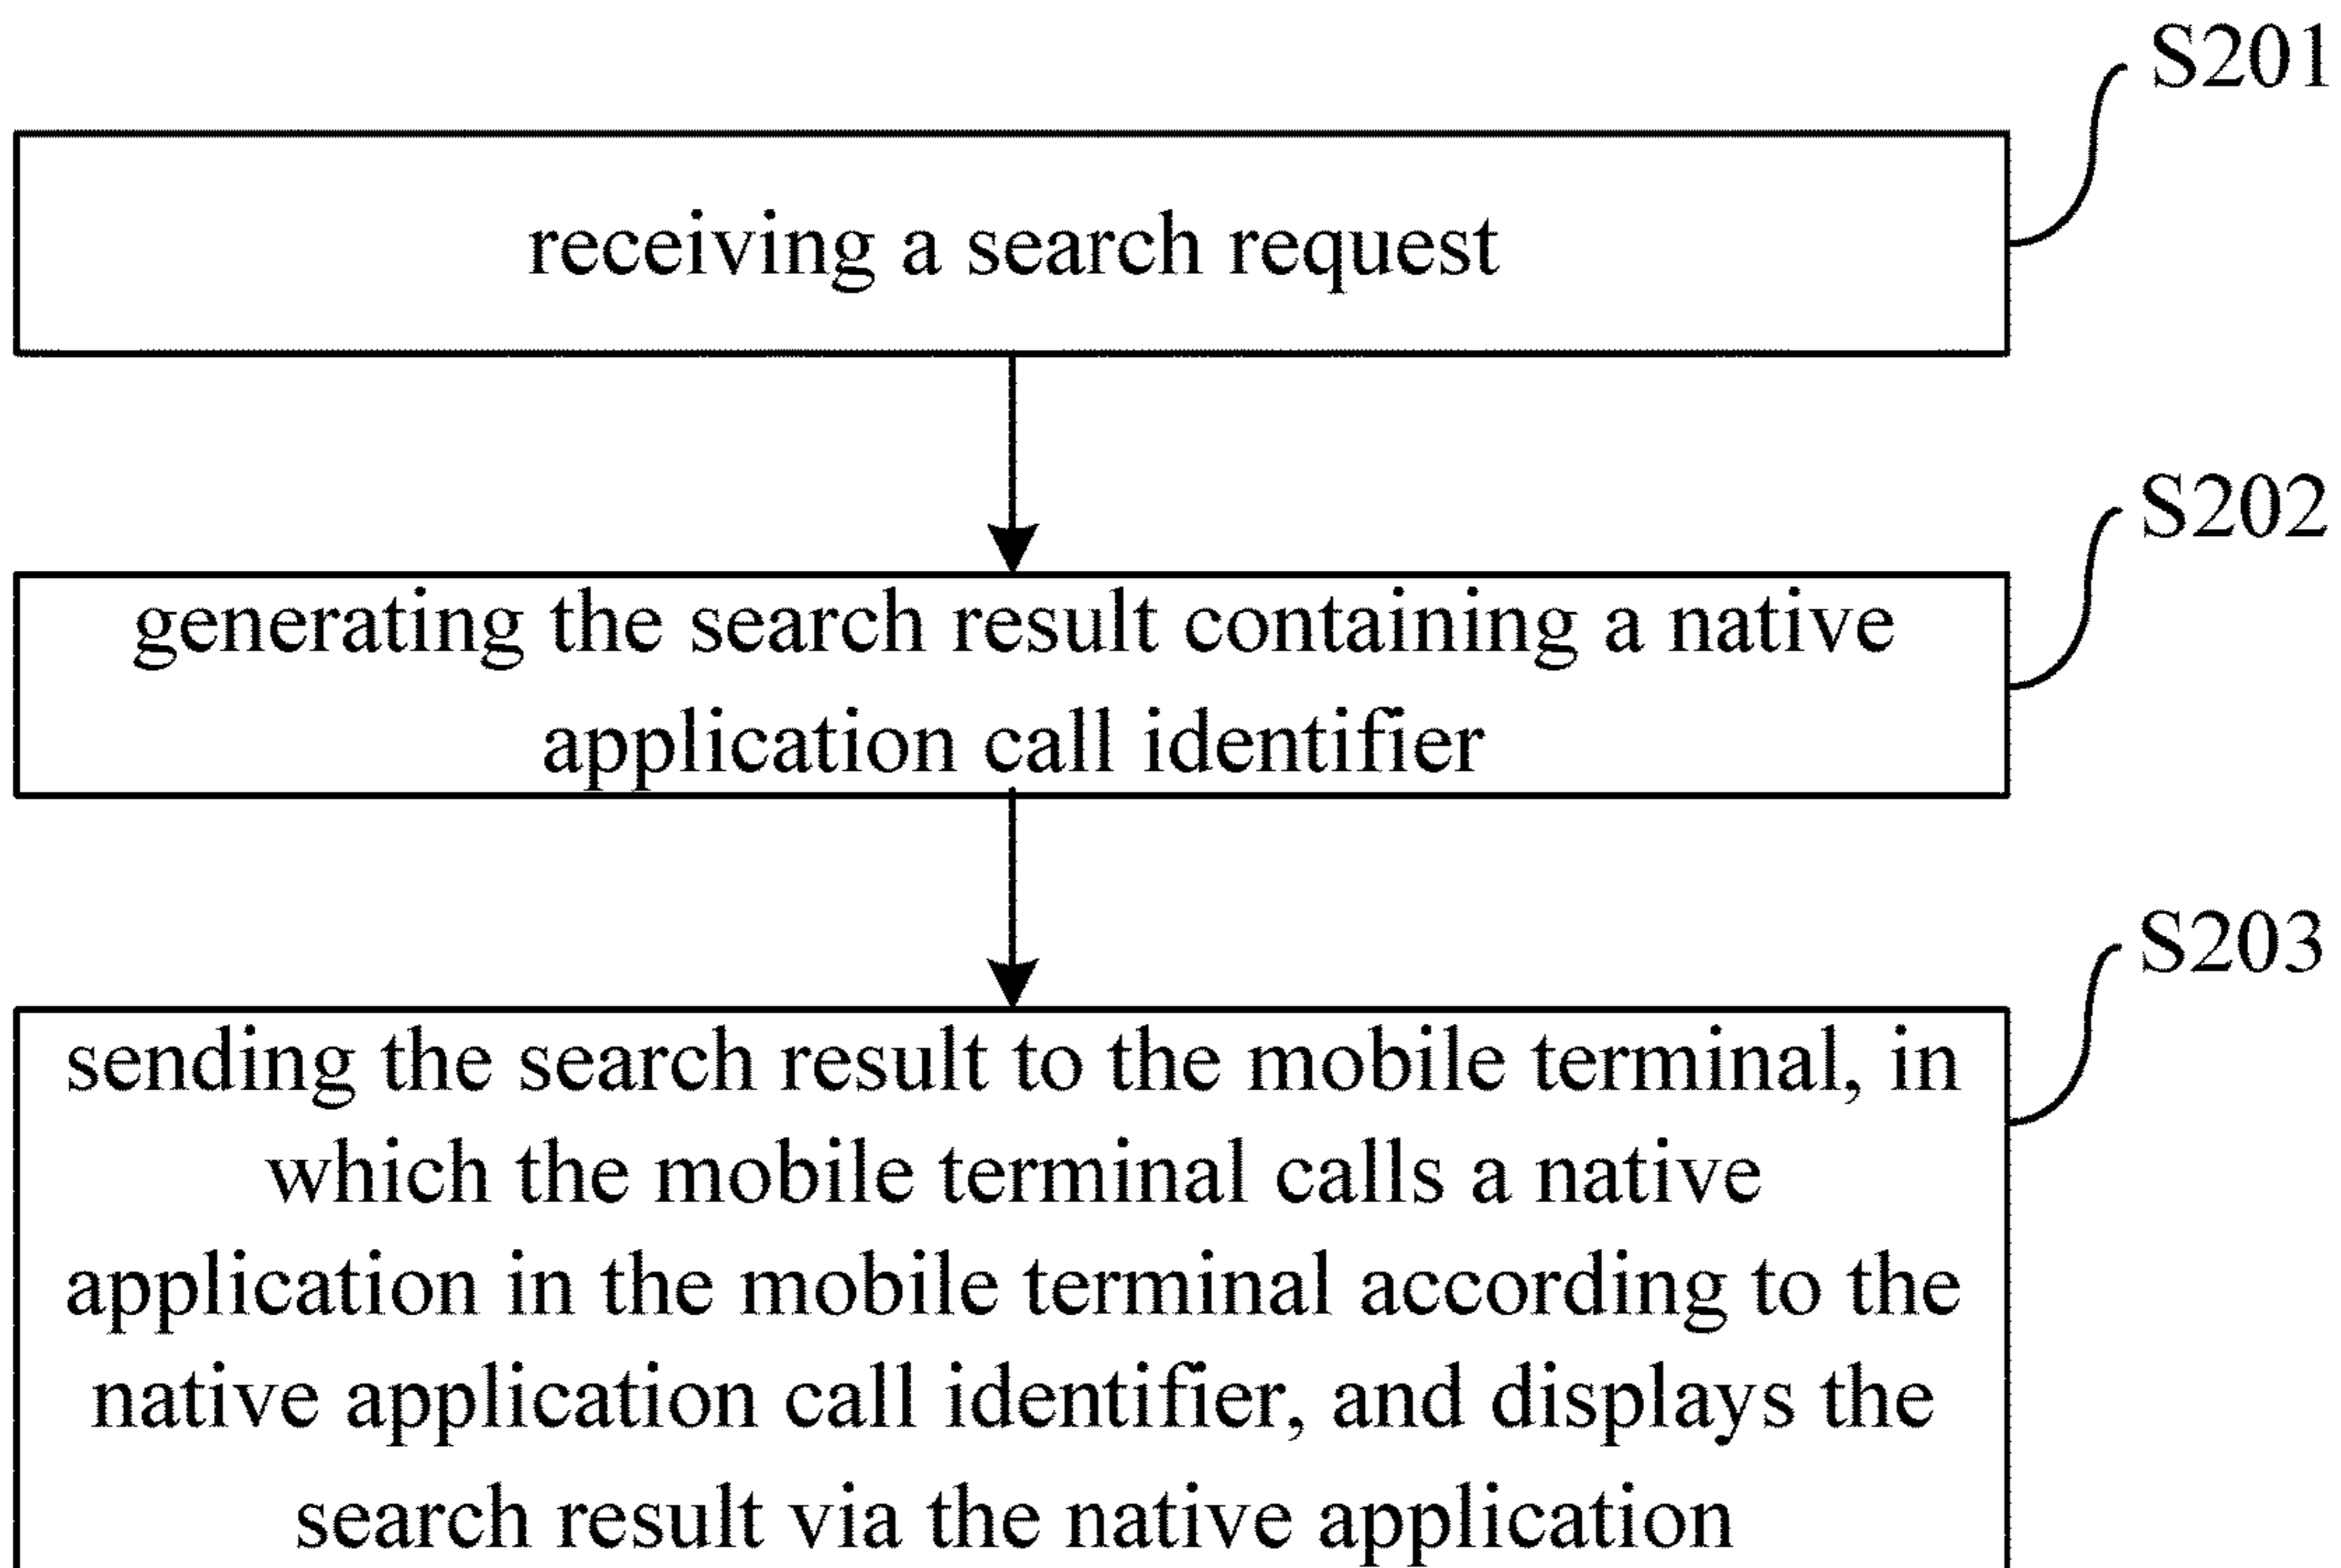 S201
receiving a search request
S202
generating the search result containing a native
application call identifier
S203
sending the search result to the mobile terminal, in
which the mobile terminal calls a native
application in the mobile terminal according to the
native application call identifier, and displays the
search result via the native application